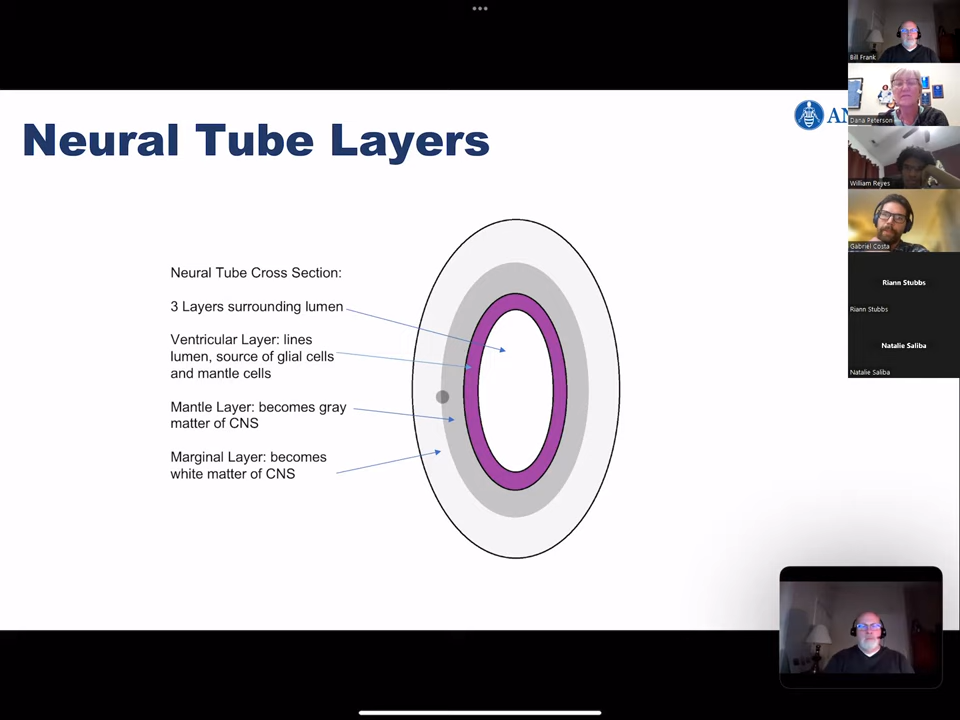 Neural Tube Layers
Neural Tube Cross Section:
3 Layers surrounding lumen
Ventricular Layer: lines
lumen, source of glial cells
and mantle cells
Mantle Layer: becomes gray
matter of CNS
Marginal Layer: becomes
white matter of CNS
Bill Frank
Dana Peterson
William Reyes
Gabriel Costa
Riann Stubbs
Riann Stubbs
Natalie Saliba
Natalie Saliba